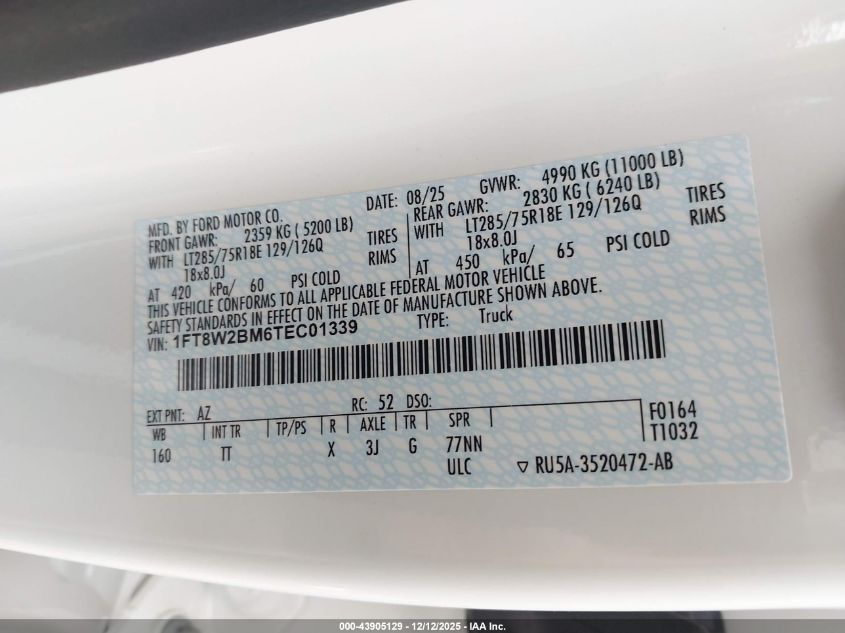 MFD. BY FORD MOTOR CO.
DATE: 08/25 GVWR: 4990 KG (11000 LB)
FRONT GAWR: 2359 KG ( 5200 LB)
WITH LT285/75R18E 129/126Q TIRES
18x8.0J RIMS
AT 420 kPa/ 60 PSI COLD
REAR GAWR: 2830 KG ( 6240 LB)
WITH LT285/75R18E 129/126Q TIRES
18x8.0J RIMS
AT 450 kPa/ 65 PSI COLD
THIS VEHICLE CONFORMS TO ALL APPLICABLE FEDERAL MOTOR VEHICLE
SAFETY STANDARDS IN EFFECT ON THE DATE OF MANUFACTURE SHOWN ABOVE.
VIN: 1FT8W2BM6TEC01339 TYPE: Truck
EXT PNT: AZ RC: 52 DSO:
WB INT TR TP/PS R AXLE TR SPR
160 TT X 3J G 77NN
ULC
F0164
T1032
▽ RU5A-3520472-AB
000-43905129 - 12/12/2025 - IAA Inc.